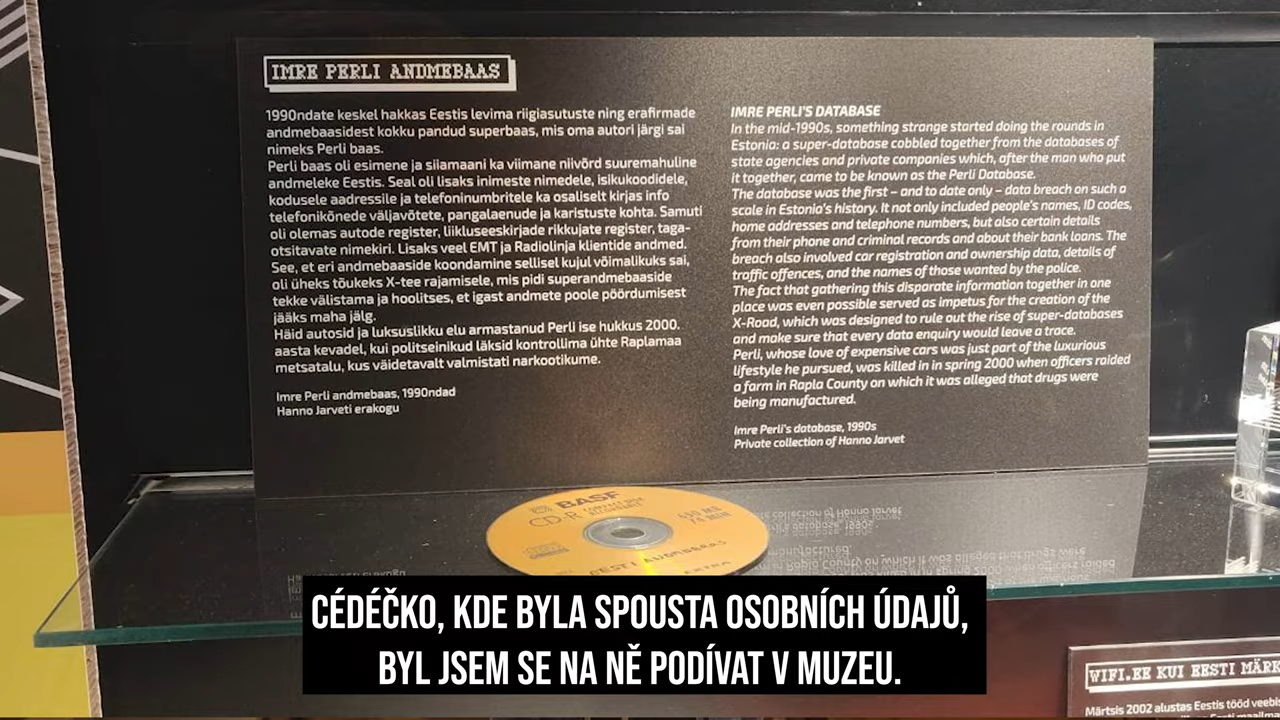 IMRE PERLI ANDMEBAAS
1990ndate keskel hakkas Eestis levima riigiasutuste ning erafirmade
andmebaasidest kokku pandud superbaas, mis oma autori järgi sai
nimeks Perli baas.
Perli baas oli esimene ja siiamaani ka viimane niivõrd suuremahuline
andmeleke Eestis. Seal oli lisaks inimeste nimedele, isikukoodidele,
kodusele aadressile ja telefoninumbritele ka osaliselt kirjas info
telefonikõnede väljavõtete, pangalaenude ja karistuste kohta. Samuti
oli olemas autode register, liikluseeskirjade rikkujate register, taga-
otsitavate nimekiri. Lisaks veel EMT ja Radiolinja klientide andmed.
See, et eri andmebaaside koondamine sellisel kujul võimalikuks sai,
oli üheks tõukeks X-tee rajamisele, mis pidi superandmebaaside
tekke välistama ja hoolitses, et igast andmete poole pöördumisest
jääks maha jälg.
Häid autosid ja luksuslikku elu armastanud Perli ise hukkus 2000.
aasta kevadel, kui politseinikud läksid kontrollima ühte Raplamaa
metsatalu, kus väidetavalt valmistati narkootikume.
Imre Perli andmebaas, 1990ndad
Hanno Jarveti erakogu
IMRE PERLI'S DATABASE
In the mid-1990s, something strange started doing the rounds in
Estonia: a super-database cobbled together from the databases of
state agencies and private companies which, after the man who put
it together, came to be known as the Perli Database.
The database was the first – and to date only – data breach on such a
scale in Estonia's history. It not only included people's names, ID codes,
home addresses and telephone numbers, but also certain details
from their phone and criminal records and about their bank loans. The
breach also involved car registration and ownership data, details of
traffic offences, and the names of those wanted by the police.
The fact that gathering this disparate information together in one
place was even possible served as impetus for the creation of the
X-Road, which was designed to rule out the rise of super-databases
and make sure that every data enquiry would leave a trace.
Perli, whose love of expensive cars was just part of the luxurious
lifestyle he pursued, was killed in in spring 2000 when officers raided
a farm in Rapla County on which it was alleged that drugs were
being manufactured.
Imre Perli's database, 1990s
Private collection of Hanno Jarvet
BASF
CD-R
EESTI ANDMEBAAS
EXTRA
CÉDÉČKO, KDE BYLA SPOUSTA OSOBNÍCH ÚDAJŮ,
BYL JSEM SE NA NĚ PODÍVAT V MUZEU.
WIFI.EE KUI EESTI MÄRK
Märtsis 2002 alustas Eestis tööd